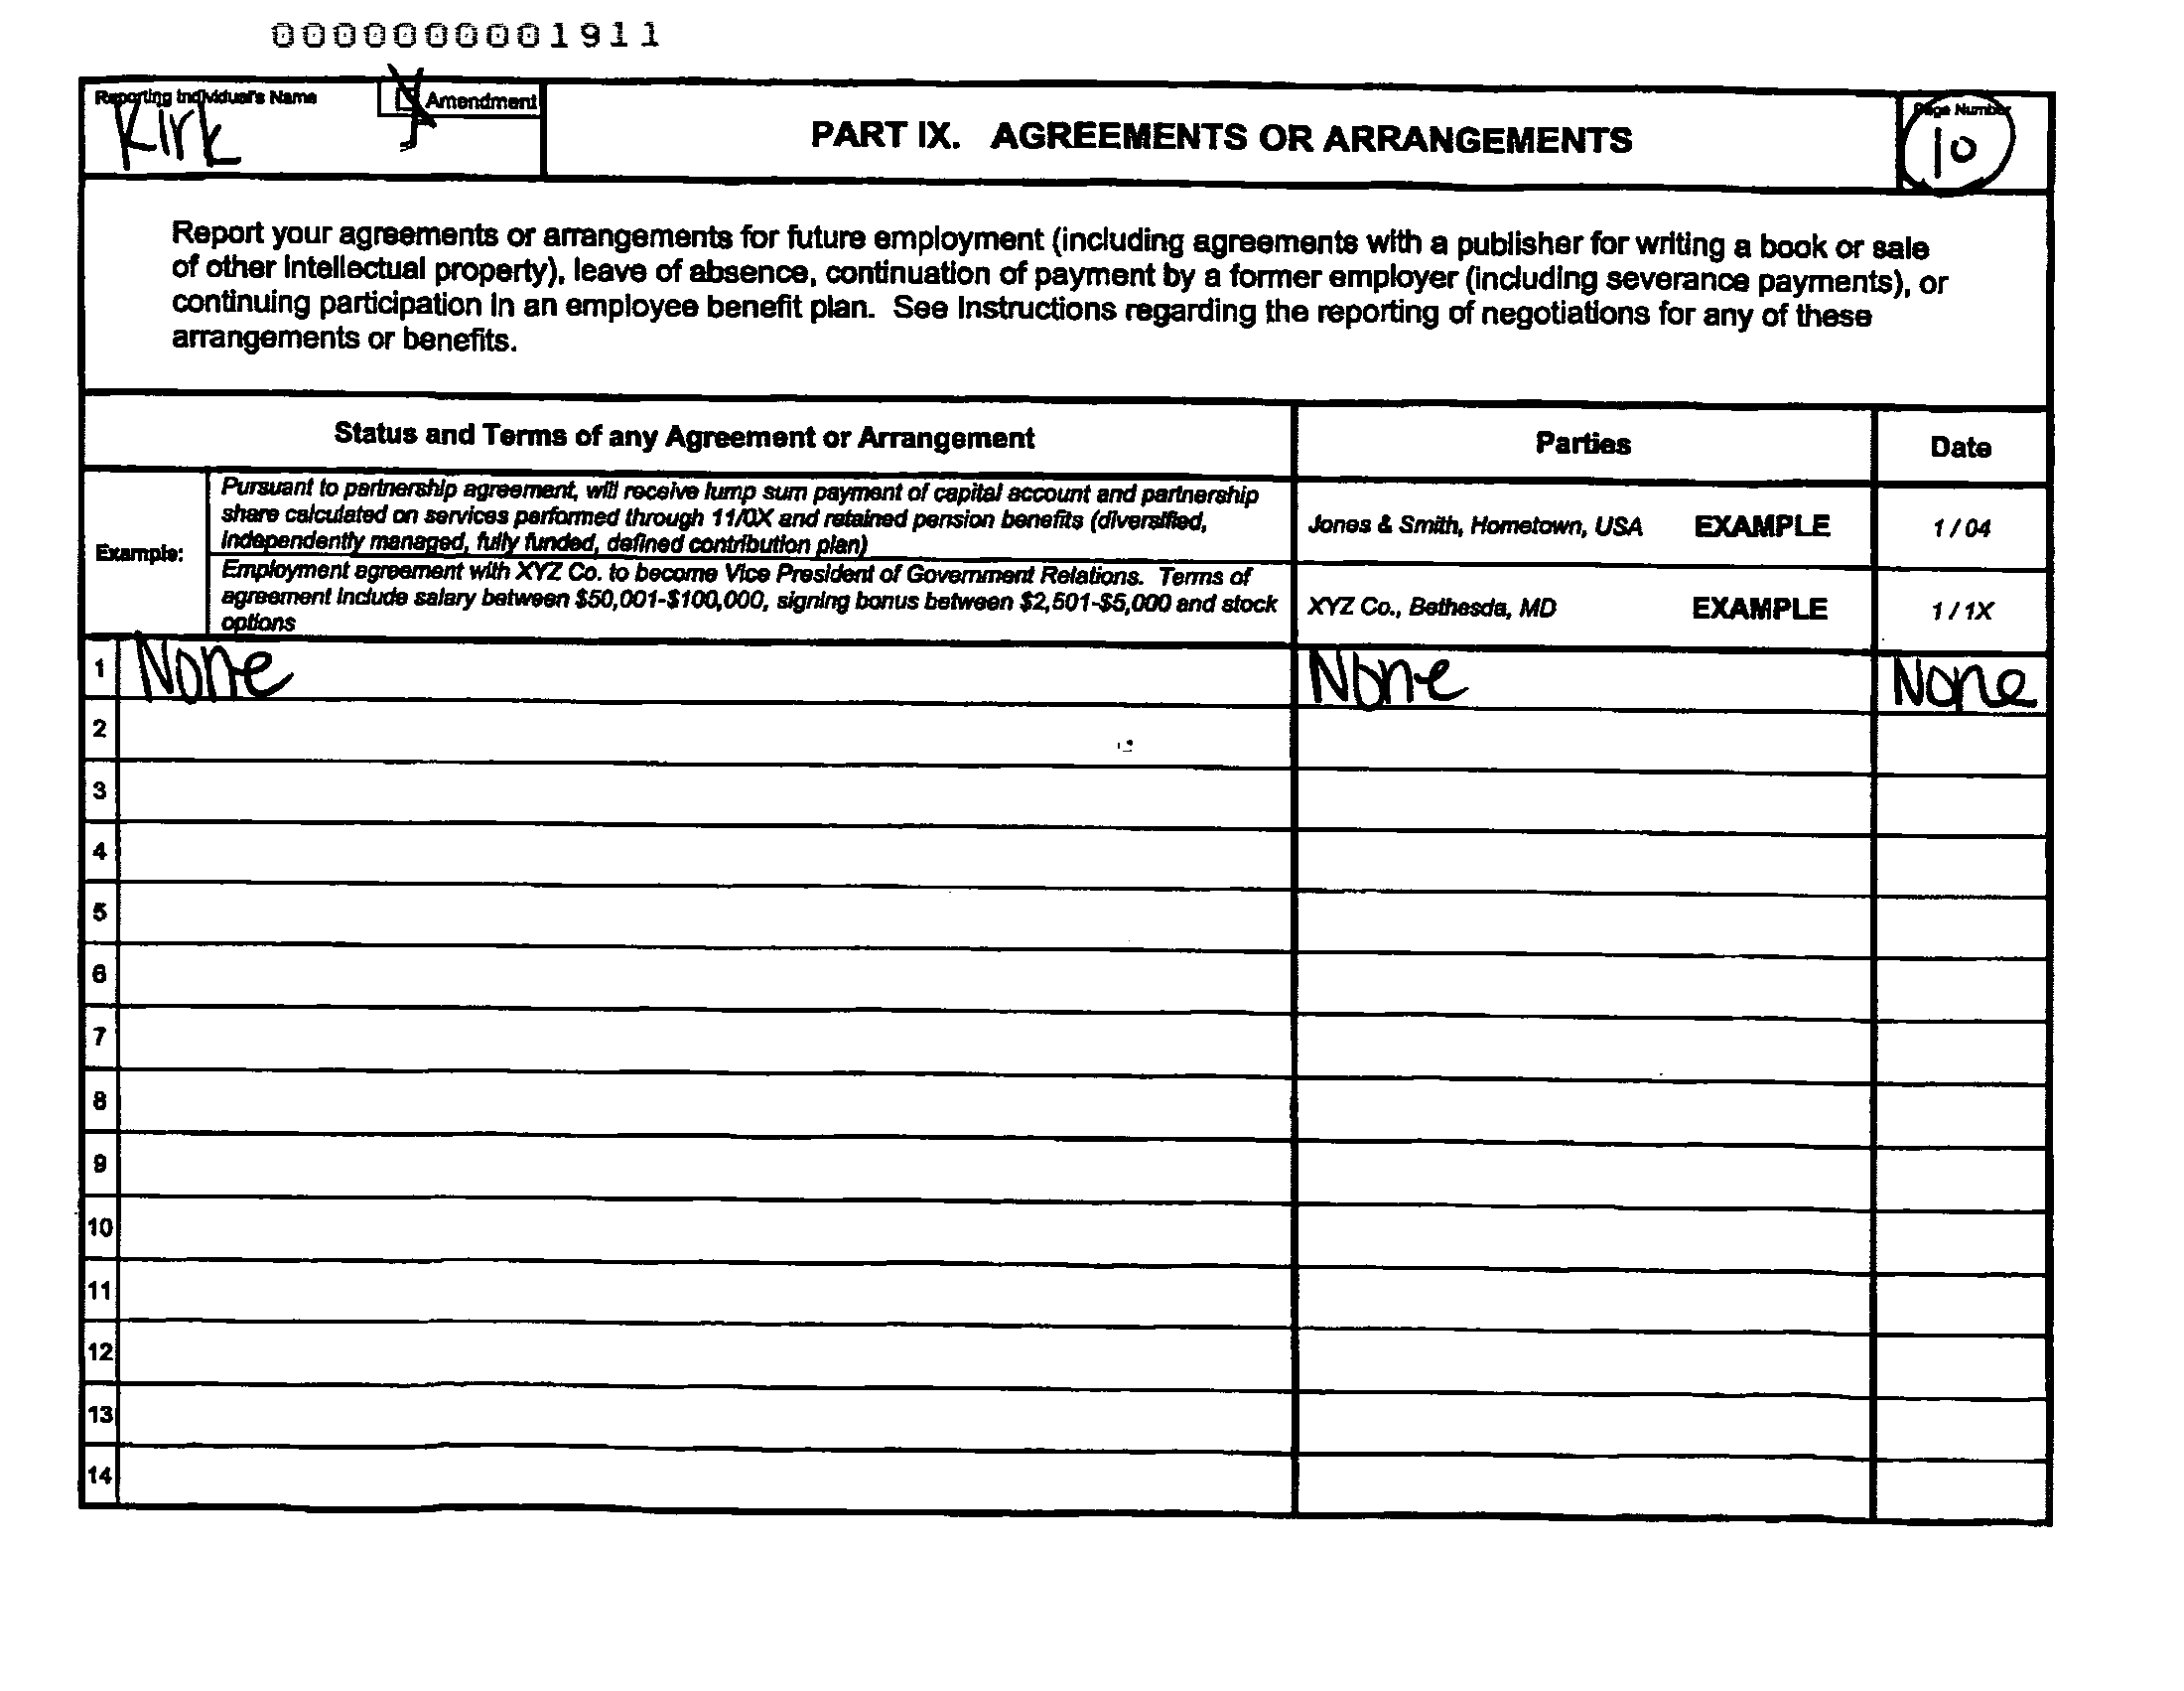 0000000001911
Reporting Individual's Name
Amendment
Kirk
PART IX. AGREEMENTS OR ARRANGEMENTS
Page Number
10
Report your agreements or arrangements for future employment (including agreements with a publisher for writing a book or sale
of other intellectual property), leave of absence, continuation of payment by a former employer (including severance payments), or
continuing participation in an employee benefit plan. See Instructions regarding the reporting of negotiations for any of these
arrangements or benefits.
Status and Terms of any Agreement or Arrangement Parties Date
Example:
Pursuant to partnership agreement, will receive lump sum payment of capital account and partnership
share calculated on services performed through 11/0X and retained pension benefits (diversified,
independently managed, fully funded, defined contribution plan)
Jones & Smith, Hometown, USA EXAMPLE 1 / 04
Employment agreement with XYZ Co. to become Vice President of Government Relations. Terms of
agreement include salary between $50,001-$100,000, signing bonus between $2,501-$5,000 and stock
options
XYZ Co., Bethesda, MD EXAMPLE 1 / 1X
1 None None None
2
3
4
5
6
7
8
9
10
11
12
13
14